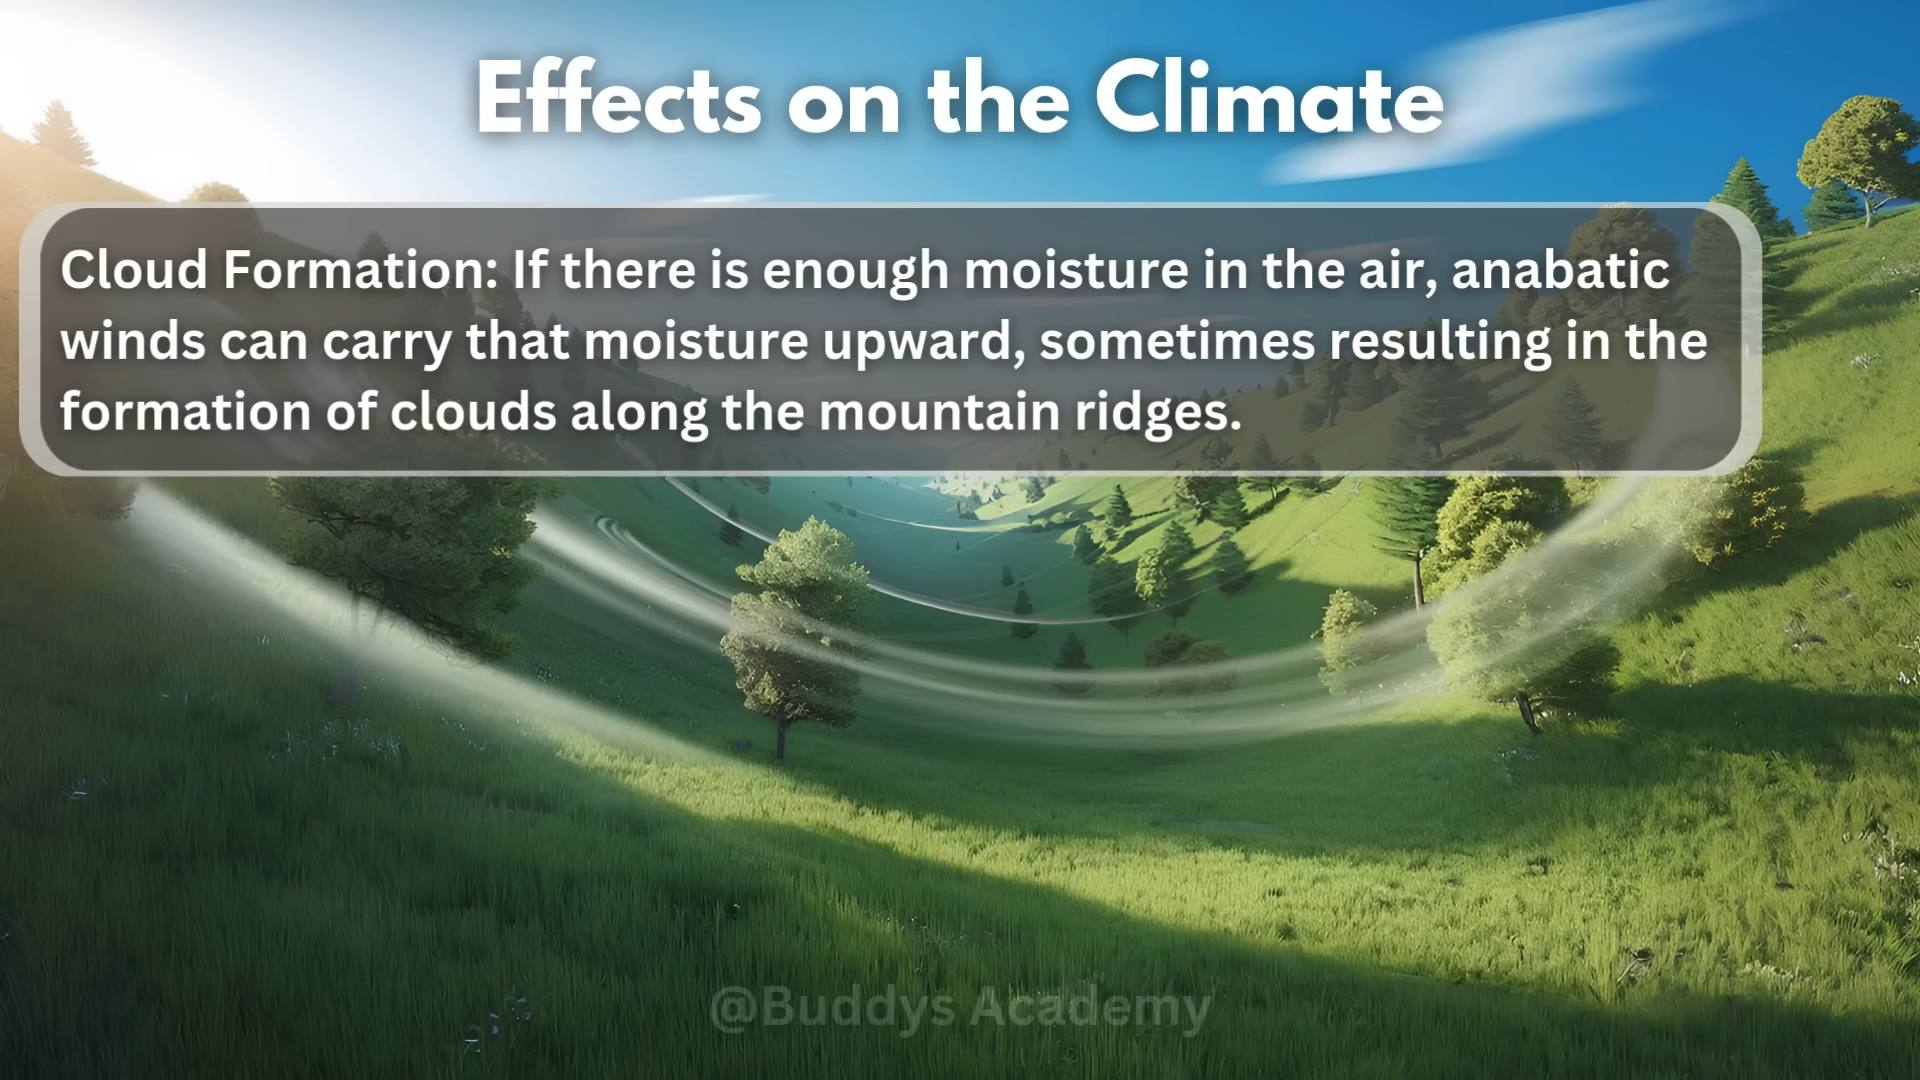 Effects on the Climate
Cloud Formation: If there is enough moisture in the air, anabatic
winds can carry that moisture upward, sometimes resulting in the
formation of clouds along the mountain ridges.
@Buddys Academy